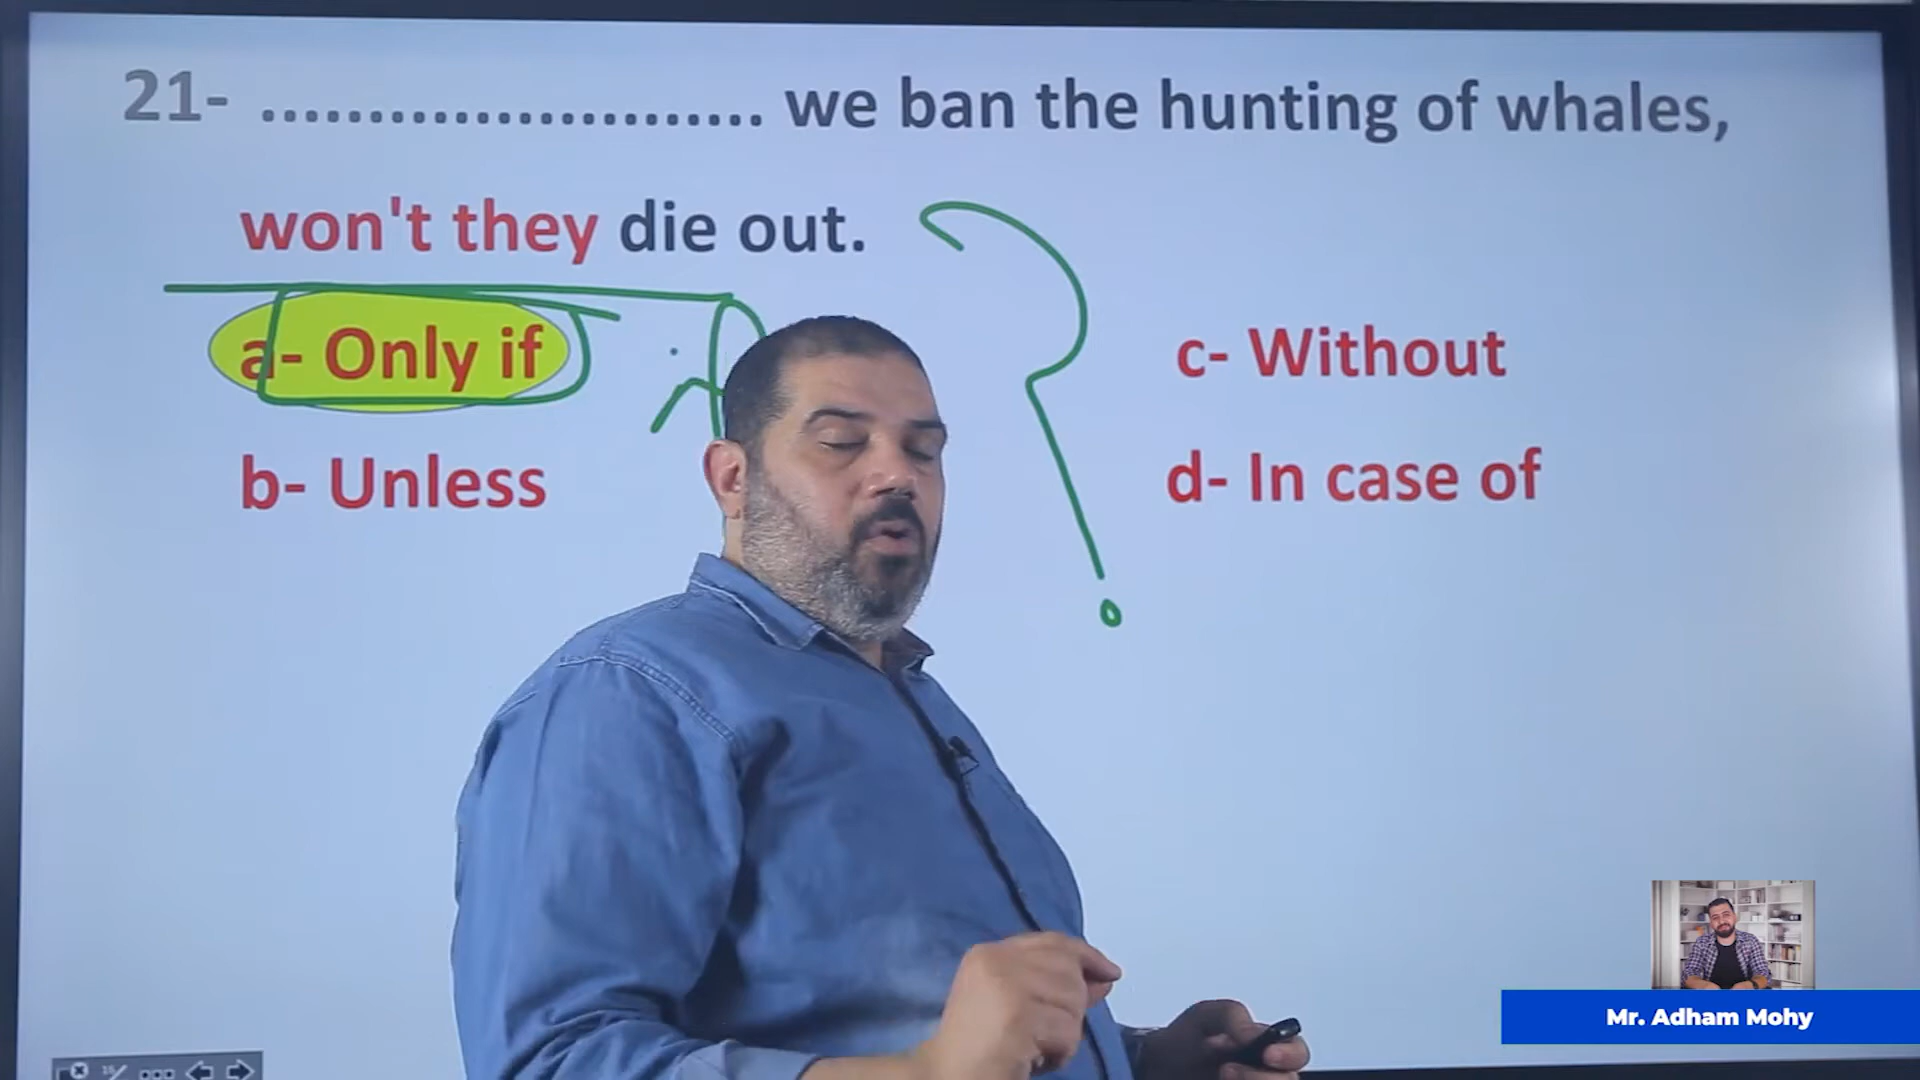 21- ............................ we ban the hunting of whales,
won't they die out.
a- Only if
c- Without
b- Unless
d- In case of
Mr. Adham Mohy